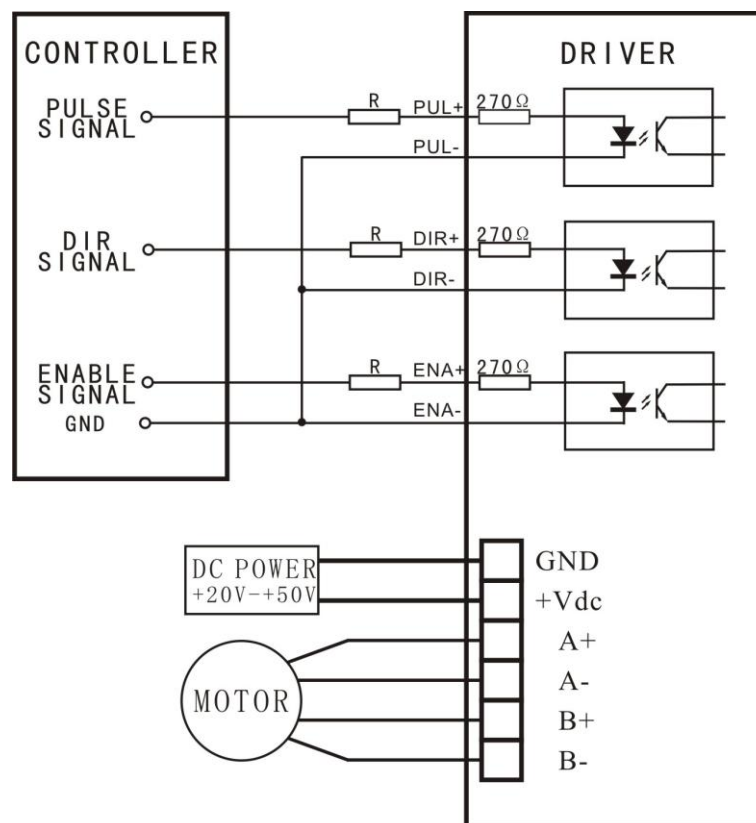 CONTROLLER
DRIVER
PULSE
SIGNAL
R
PUL+
270Ω
PUL-
DIR
SIGNAL
R
DIR+
270Ω
DIR-
ENABLE
SIGNAL
R
ENA+
270Ω
ENA-
GND
DC POWER
+20V-+50V
GND
+Vdc
A+
A-
MOTOR
B+
B-